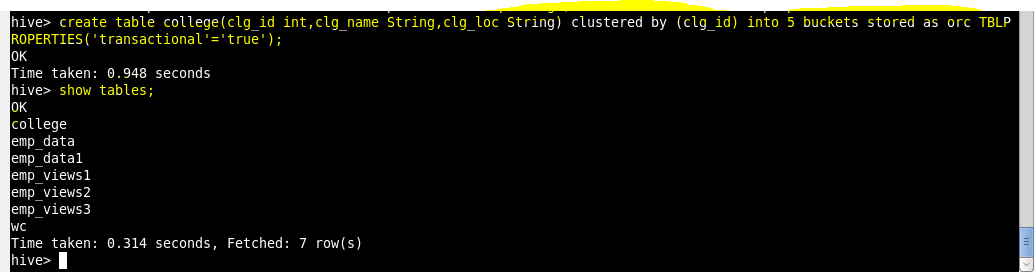 hive> create table college(clg_id int,clg_name String,clg_loc String) clustered by (clg_id) into 5 buckets stored as orc TBLP
ROPERTIES('transactional'='true');
OK
Time taken: 0.948 seconds
hive> show tables;
OK
college
emp_data
emp_data1
emp_views1
emp_views2
emp_views3
wc
Time taken: 0.314 seconds, Fetched: 7 row(s)
hive>